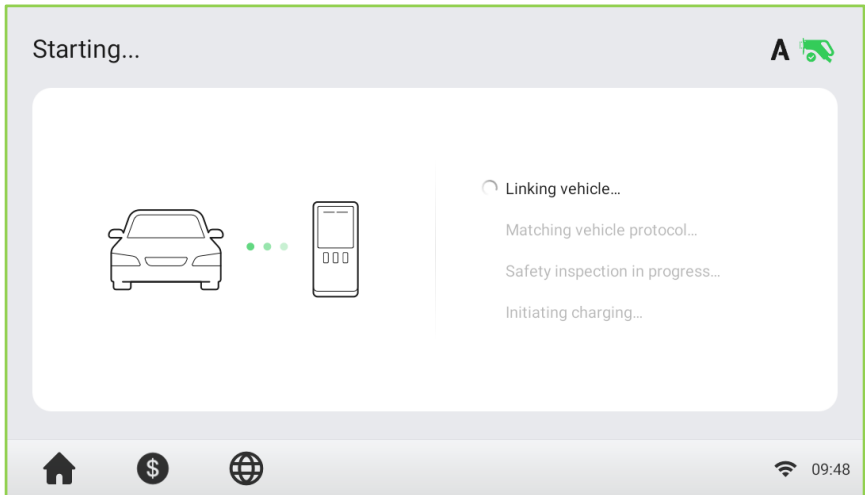 Starting...
A
Linking vehicle...
Matching vehicle protocol...
Safety inspection in progress...
Initiating charging...
$
09:48